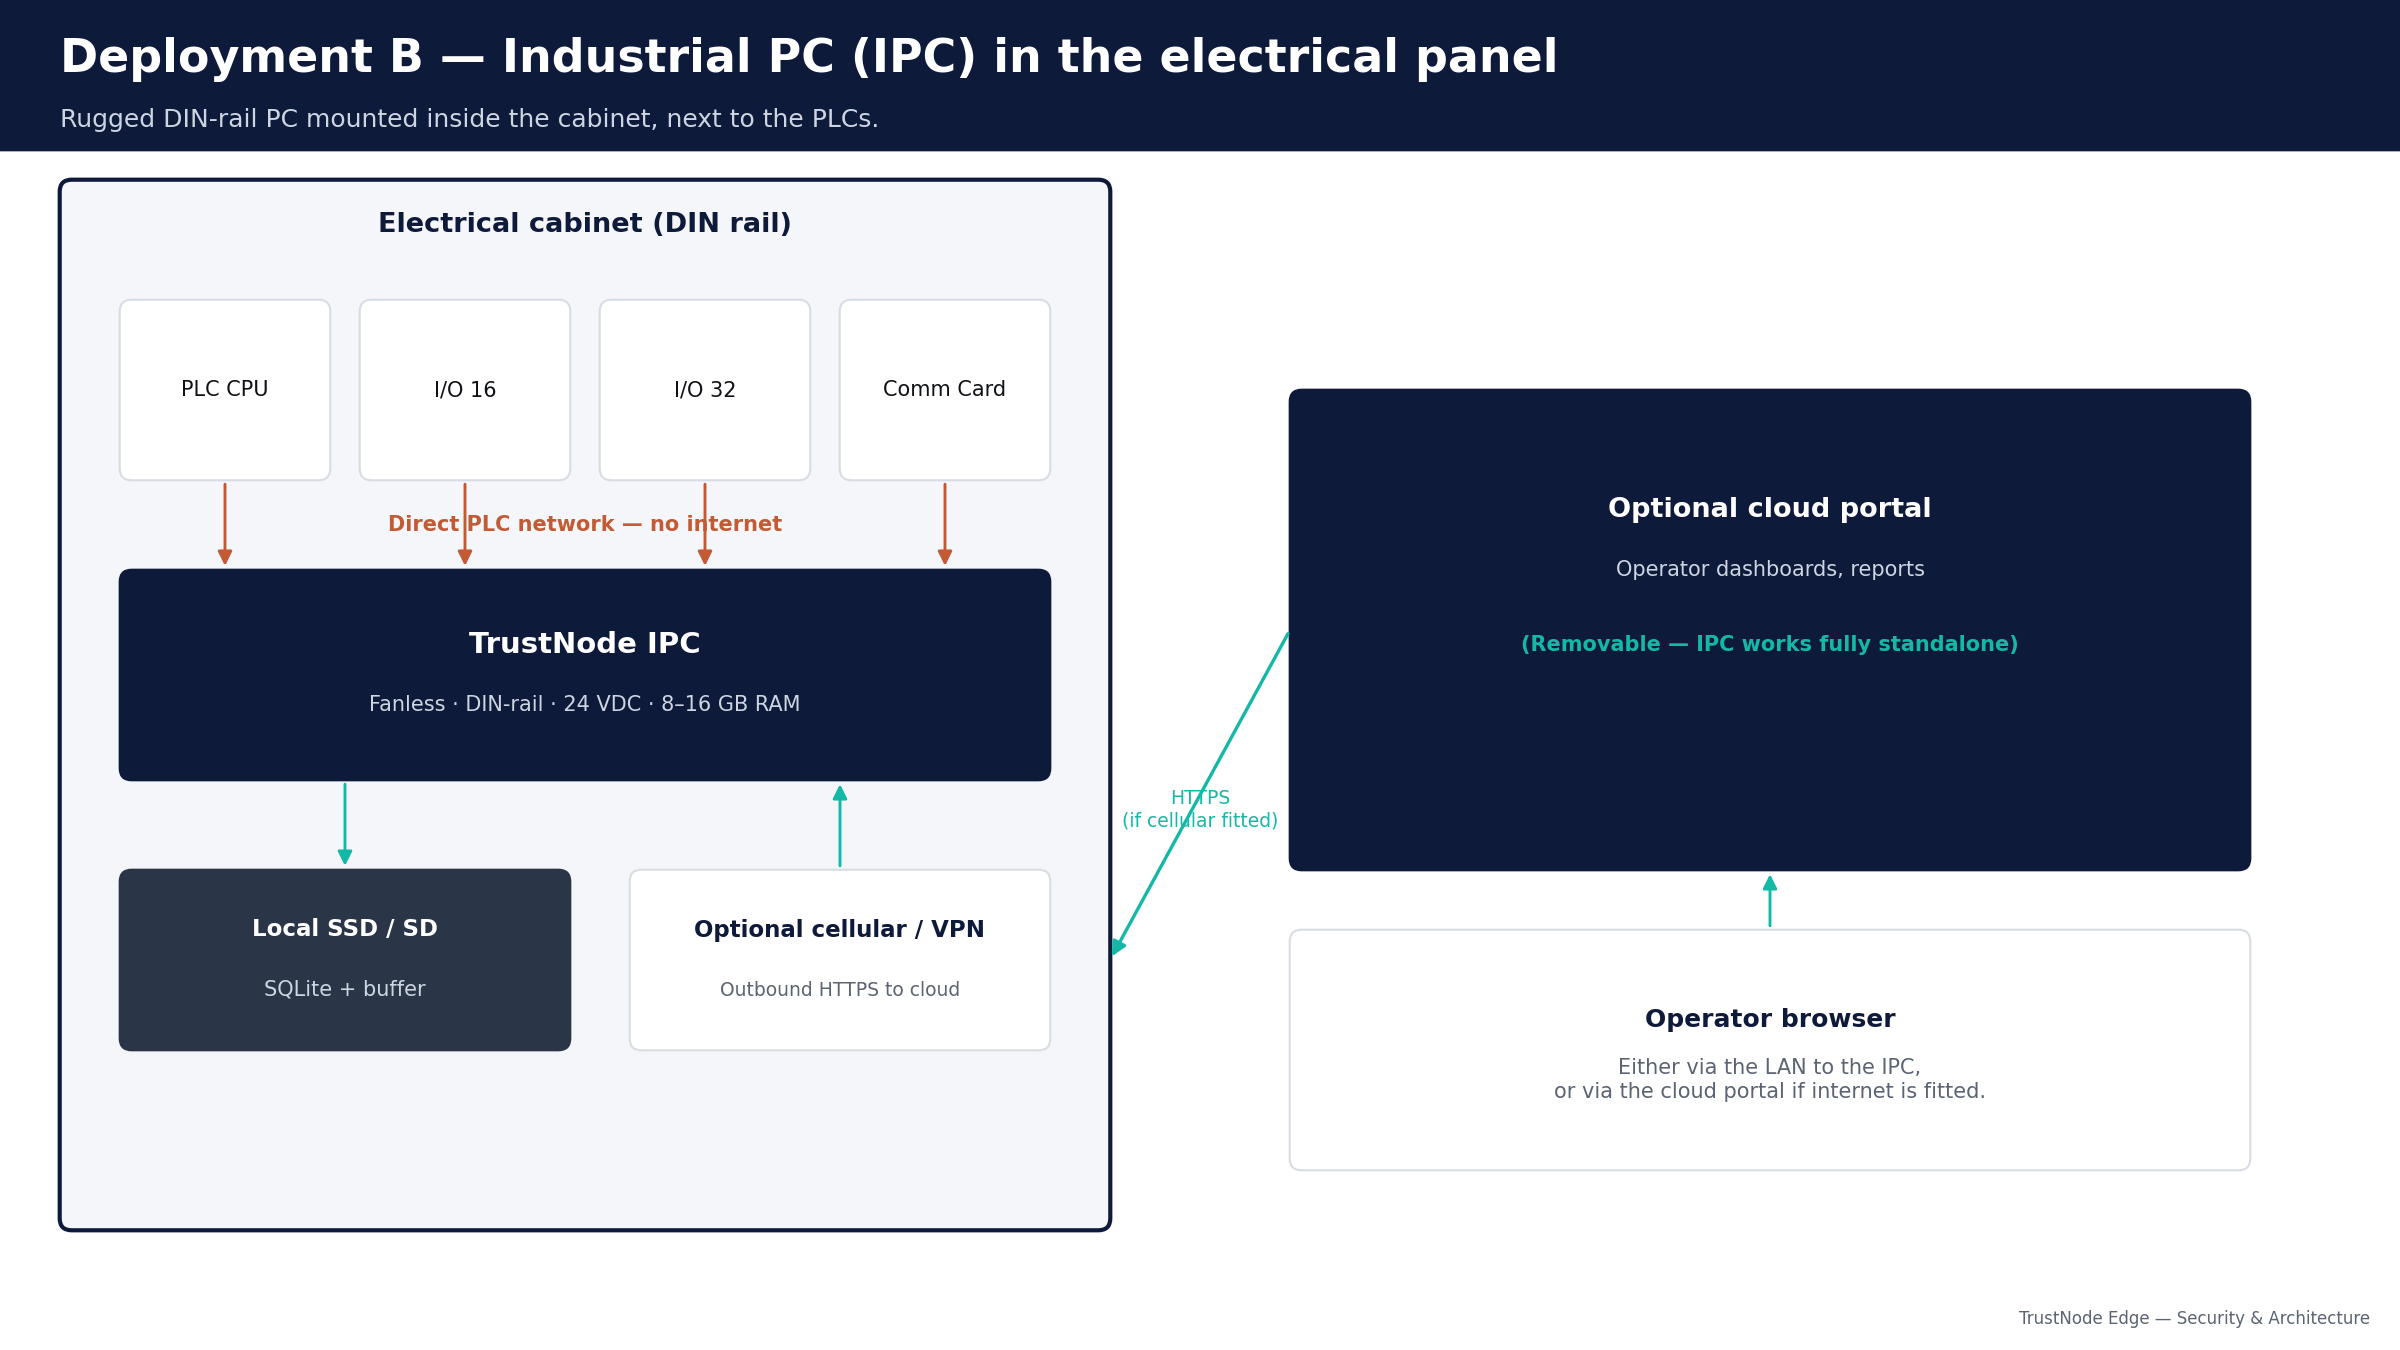 Deployment B — Industrial PC (IPC) in the electrical panel
Rugged DIN-rail PC mounted inside the cabinet, next to the PLCs.
Electrical cabinet (DIN rail)
PLC CPU
I/O 16
I/O 32
Comm Card
Direct PLC network — no internet
TrustNode IPC
Fanless · DIN-rail · 24 VDC · 8–16 GB RAM
Local SSD / SD
SQLite + buffer
Optional cellular / VPN
Outbound HTTPS to cloud
HTTPS
(if cellular fitted)
Optional cloud portal
Operator dashboards, reports
(Removable — IPC works fully standalone)
Operator browser
Either via the LAN to the IPC,
or via the cloud portal if internet is fitted.
TrustNode Edge — Security & Architecture